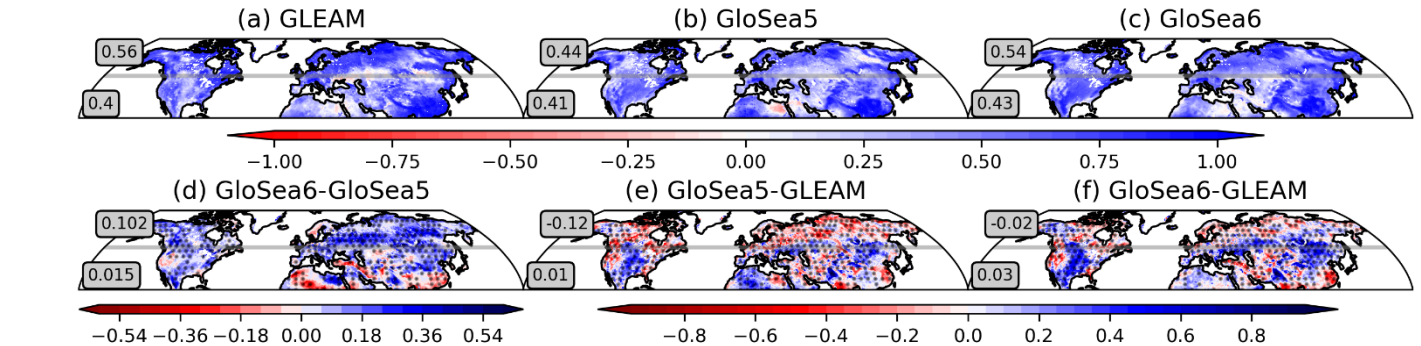 (a) GLEAM (b) GloSea5 (c) GloSea6
0.56 0.44 0.54
0.4 0.41 0.43
−1.00 −0.75 −0.50 −0.25 0.00 0.25 0.50 0.75 1.00
(d) GloSea6-GloSea5 (e) GloSea5-GLEAM (f) GloSea6-GLEAM
0.102 -0.12 -0.02
0.015 0.01 0.03
−0.54 −0.36 −0.18 0.00 0.18 0.36 0.54 −0.8 −0.6 −0.4 −0.2 0.0 0.2 0.4 0.6 0.8